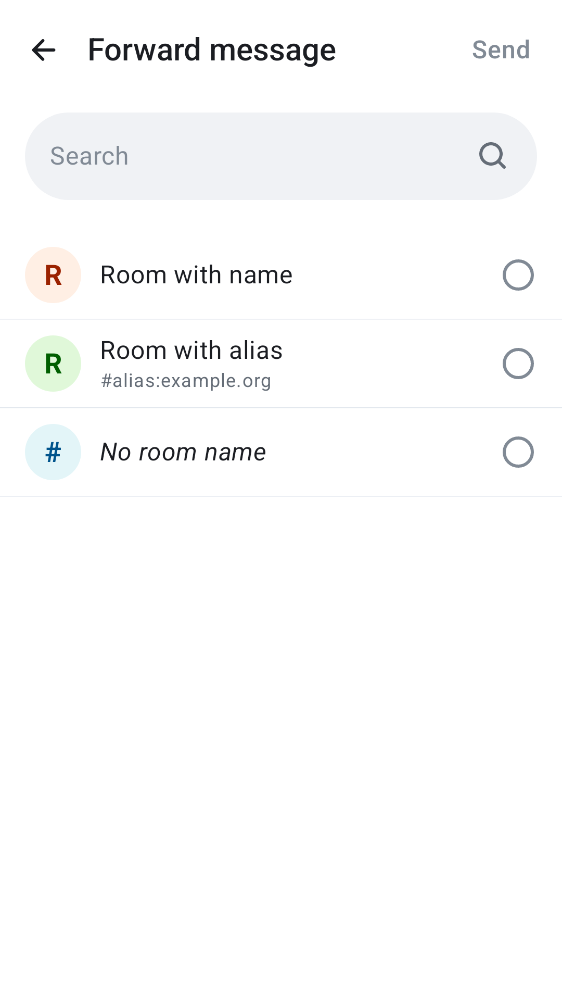 Forward message
Send
Search
R
Room with name
R
Room with alias
#alias:example.org
#
No room name